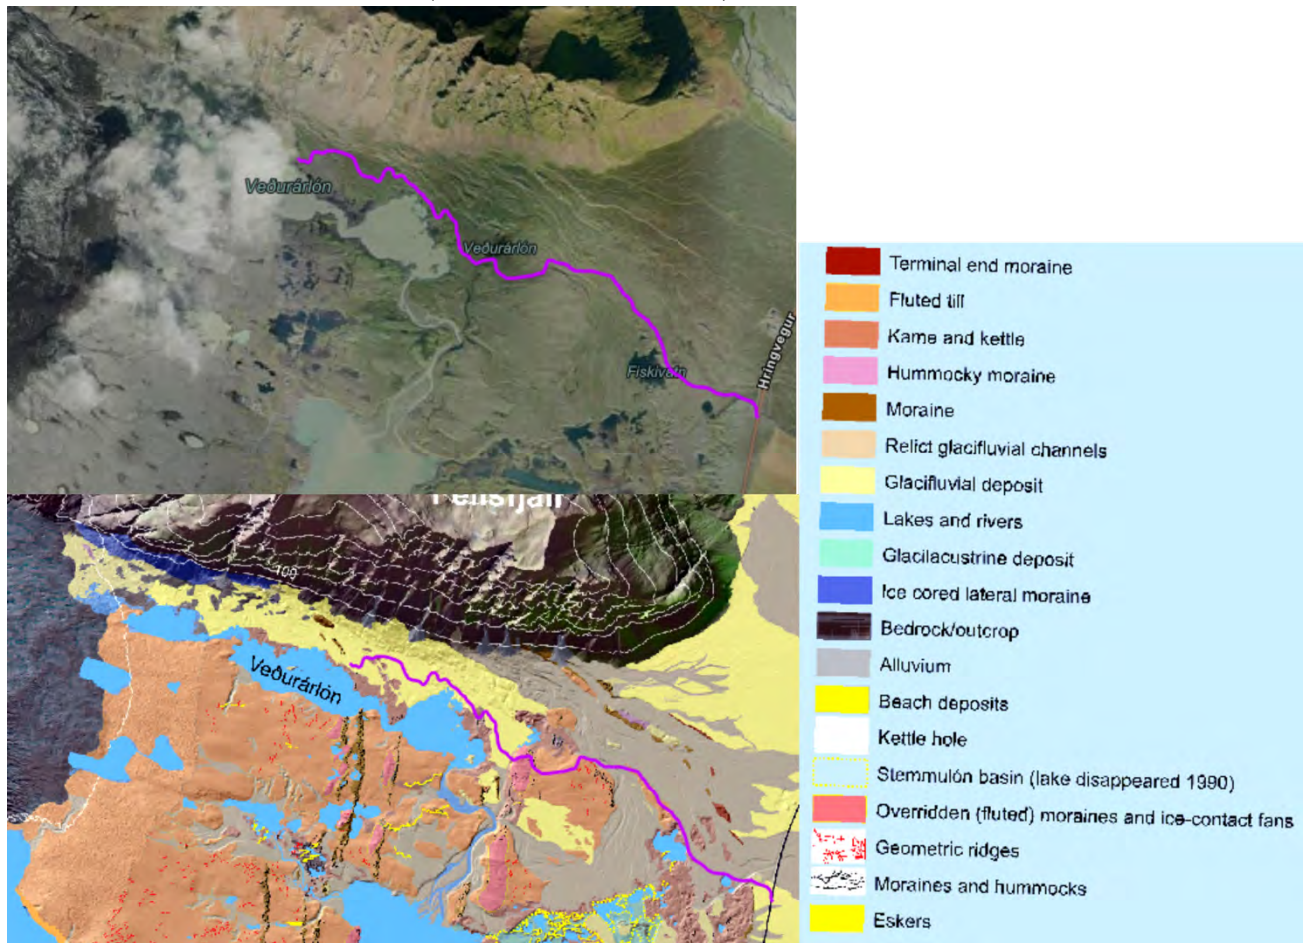 Veðurárlón
Veðurárlón
Hringvegur
Fiskivatn
Fellsfjall
100
Veðurárlón
Terminal end moraine
Fluted till
Kame and kettle
Hummocky moraine
Moraine
Relict glacifluvial channels
Glacifluvial deposit
Lakes and rivers
Glacilacustrine deposit
Ice cored lateral moraine
Bedrock/outcrop
Alluvium
Beach deposits
Kettle hole
Stemmulón basin (lake disappeared 1990)
Overridden (fluted) moraines and ice-contact fans
Geometric ridges
Moraines and hummocks
Eskers